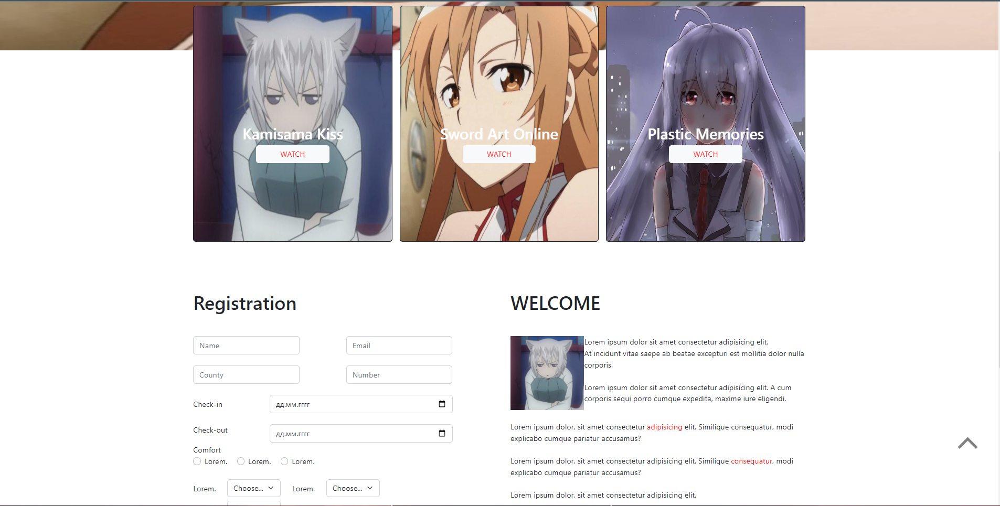 Kamisama Kiss
WATCH
Sword Art Online
WATCH
Plastic Memories
WATCH
Registration
Name
Email
County
Number
Check-in
дд.мм.гггг
Check-out
дд.мм.гггг
Comfort
Lorem.
Lorem.
Lorem.
Lorem.
Choose...
Lorem.
Choose...
WELCOME
Lorem ipsum dolor sit amet consectetur adipisicing elit.
At incidunt vitae saepe ab beatae excepturi est mollitia dolor nulla
corporis.
Lorem ipsum dolor sit amet consectetur adipisicing elit. A cum
corporis sequi porro cumque expedita, maxime iure eligendi.
Lorem ipsum dolor, sit amet consectetur adipisicing elit. Similique consequatur, modi
explicabo cumque pariatur accusamus?
Lorem ipsum dolor, sit amet consectetur adipisicing elit. Similique consequatur, modi
explicabo cumque pariatur accusamus?
Lorem ipsum dolor, sit amet consectetur adipisicing elit.